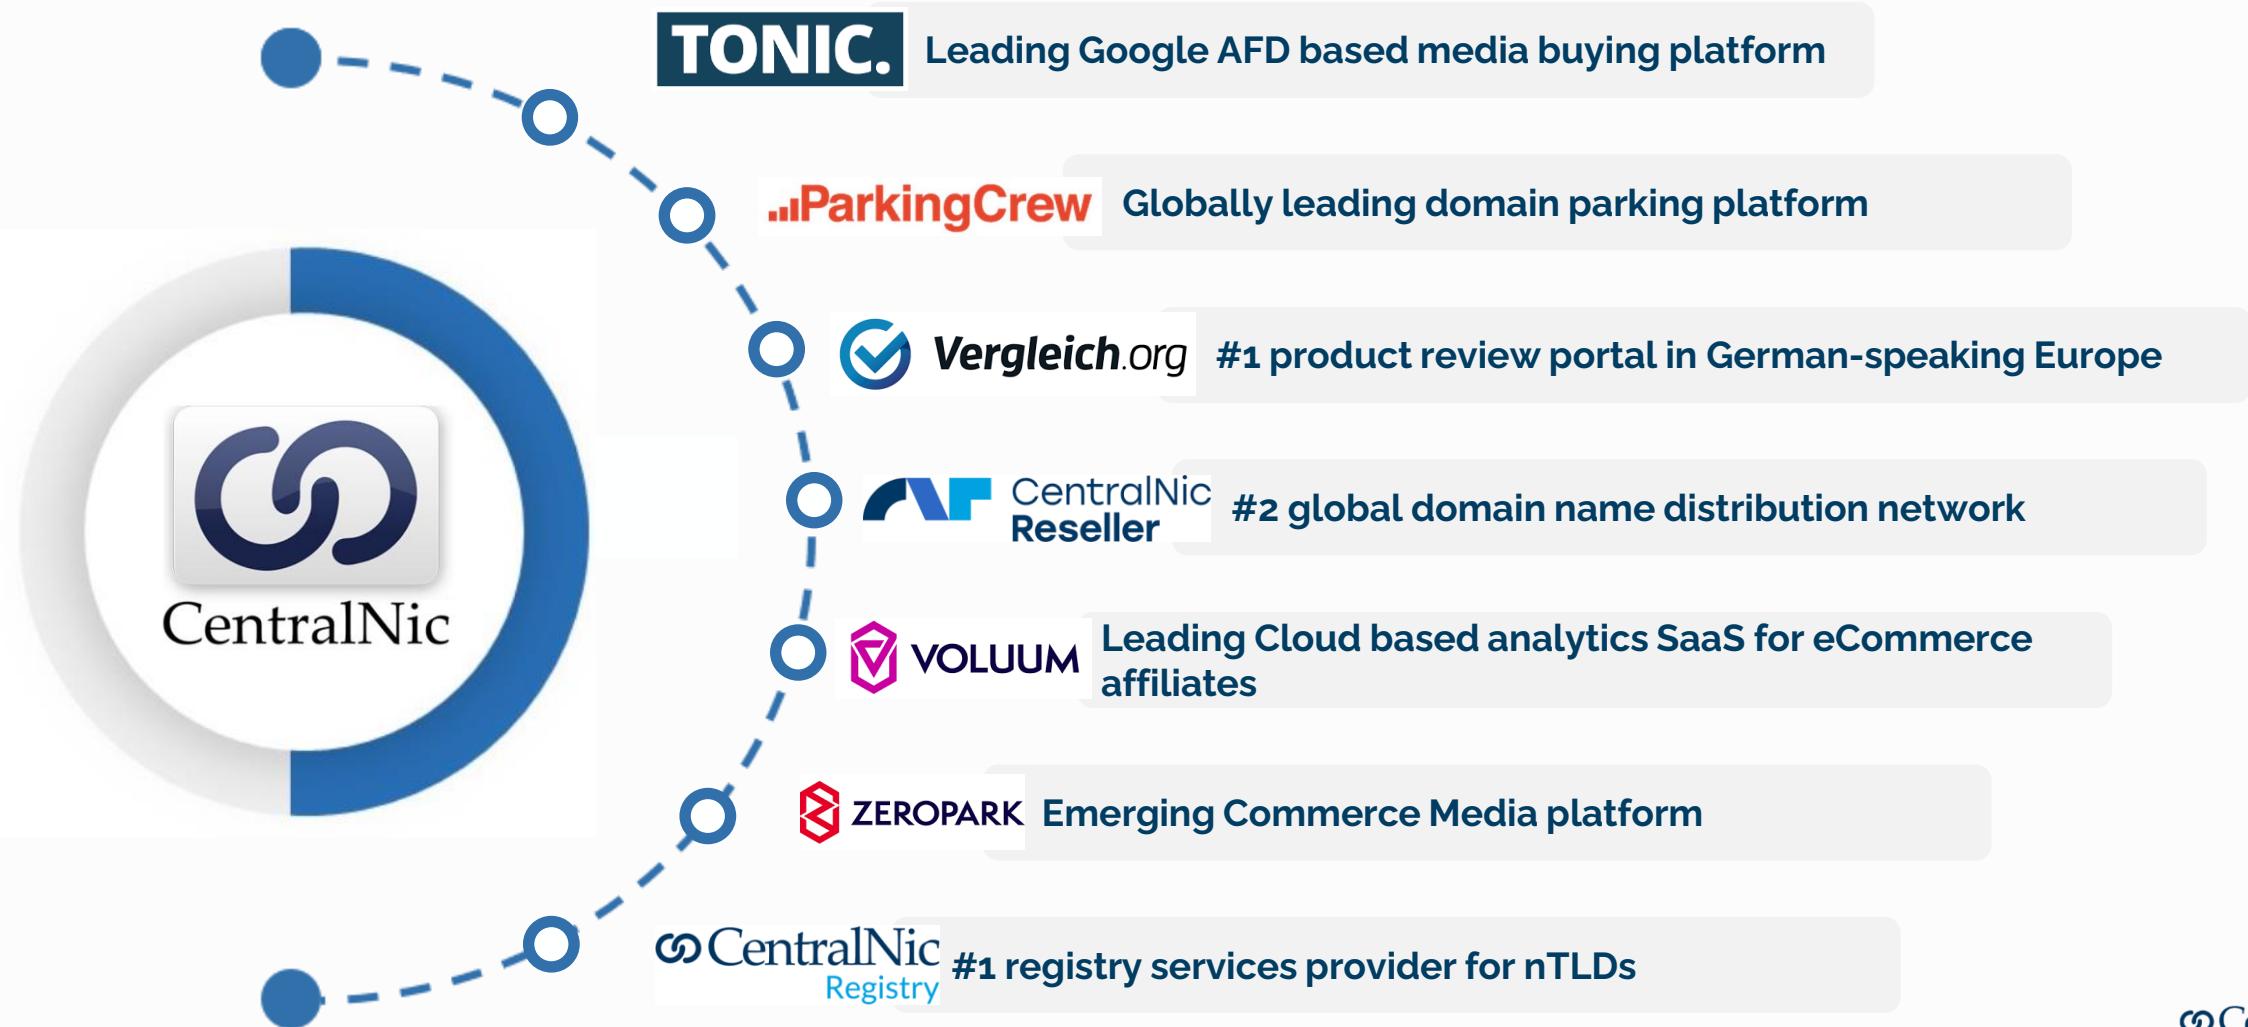 TONIC.
Leading Google AFD based media buying platform
ParkingCrew
Globally leading domain parking platform
Vergleich.org
#1 product review portal in German-speaking Europe
CentralNic
Reseller
#2 global domain name distribution network
CentralNic
VOLUUM
Leading Cloud based analytics SaaS for eCommerce
affiliates
ZEROPARK
Emerging Commerce Media platform
CentralNic
Registry
#1 registry services provider for nTLDs